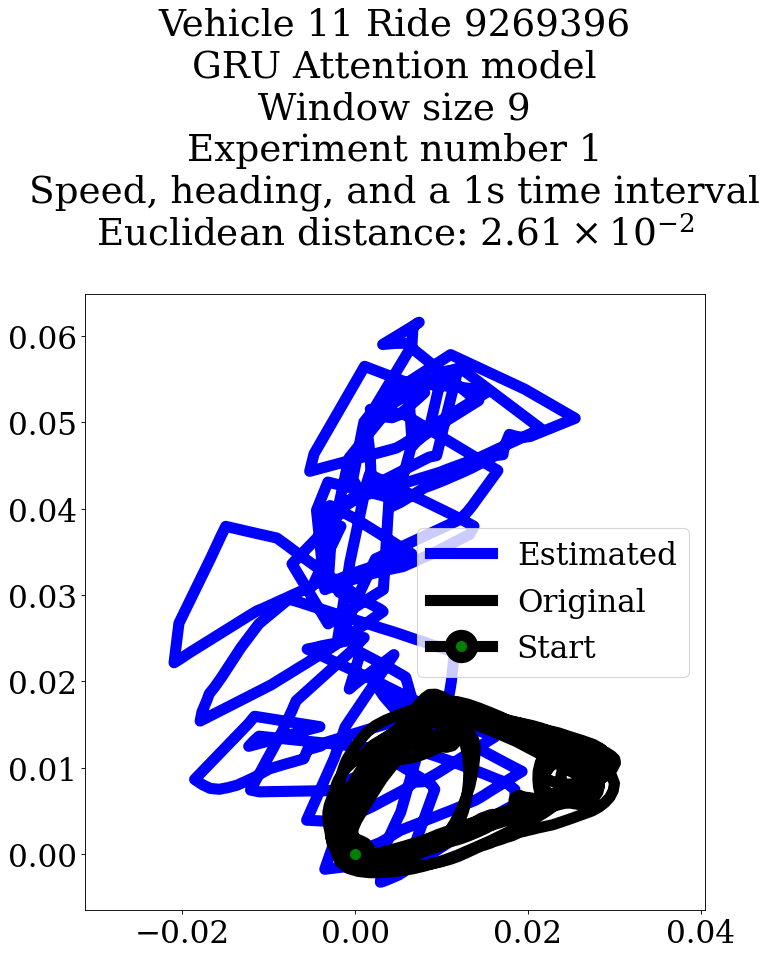 Vehicle 11 Ride 9269396
GRU Attention model
Window size 9
Experiment number 1
Speed, heading, and a 1s time interval
Euclidean distance: 2.61 × 10⁻²
0.06
0.05
0.04
0.03
0.02
0.01
0.00
Estimated
Original
Start
−0.02 0.00 0.02 0.04